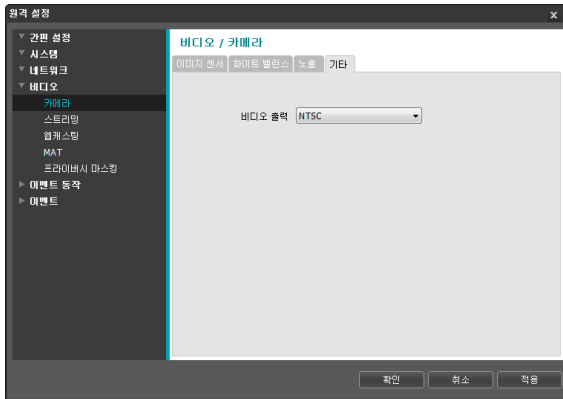 원격 설정
x
간편 설정
시스템
네트워크
비디오
카메라
스트리밍
웹캐스팅
MAT
프라이버시 마스킹
이벤트 동작
이벤트
비디오 / 카메라
이미지 센서 화이트 밸런스 노출 기타
비디오 출력 NTSC
확인 취소 적용